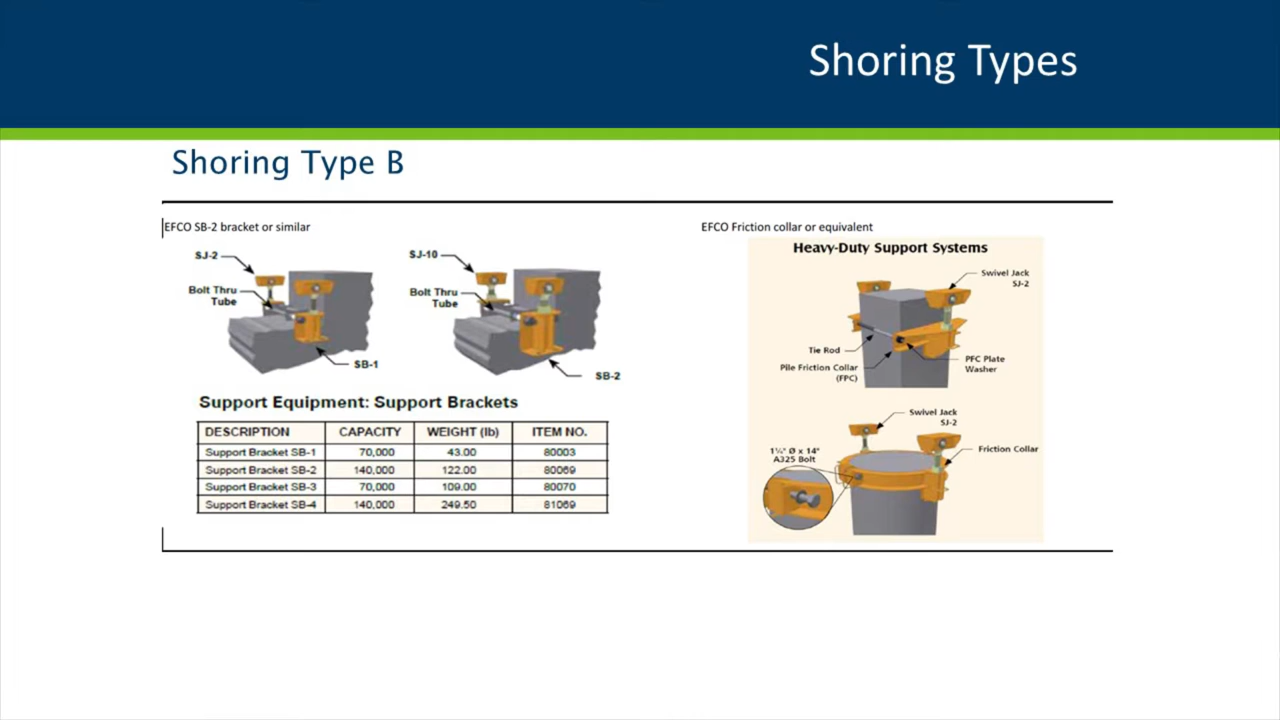 Shoring Types
Shoring Type B
EFCO SB-2 bracket or similar
SJ-2
Bolt Thru
Tube
SB-1
SJ-10
Bolt Thru
Tube
SB-2
Support Equipment: Support Brackets
DESCRIPTION CAPACITY WEIGHT (lb) ITEM NO.
Support Bracket SB-1 70,000 43.00 80003
Support Bracket SB-2 140,000 122.00 80069
Support Bracket SB-3 70,000 109.00 80070
Support Bracket SB-4 140,000 249.50 81069
EFCO Friction collar or equivalent
Heavy-Duty Support Systems
Swivel Jack
SJ-2
Tie Rod
Pile Friction Collar
(FPC)
PFC Plate
Washer
Swivel Jack
SJ-2
1¼" Ø x 14"
A325 Bolt
Friction Collar